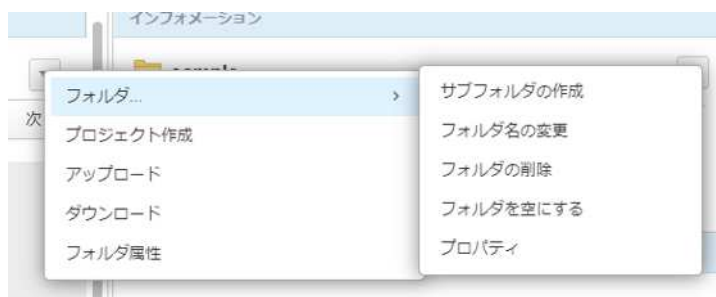 インフォメーション
フォルダ...
プロジェクト作成
アップロード
ダウンロード
フォルダ属性
サブフォルダの作成
フォルダ名の変更
フォルダの削除
フォルダを空にする
プロパティ
次